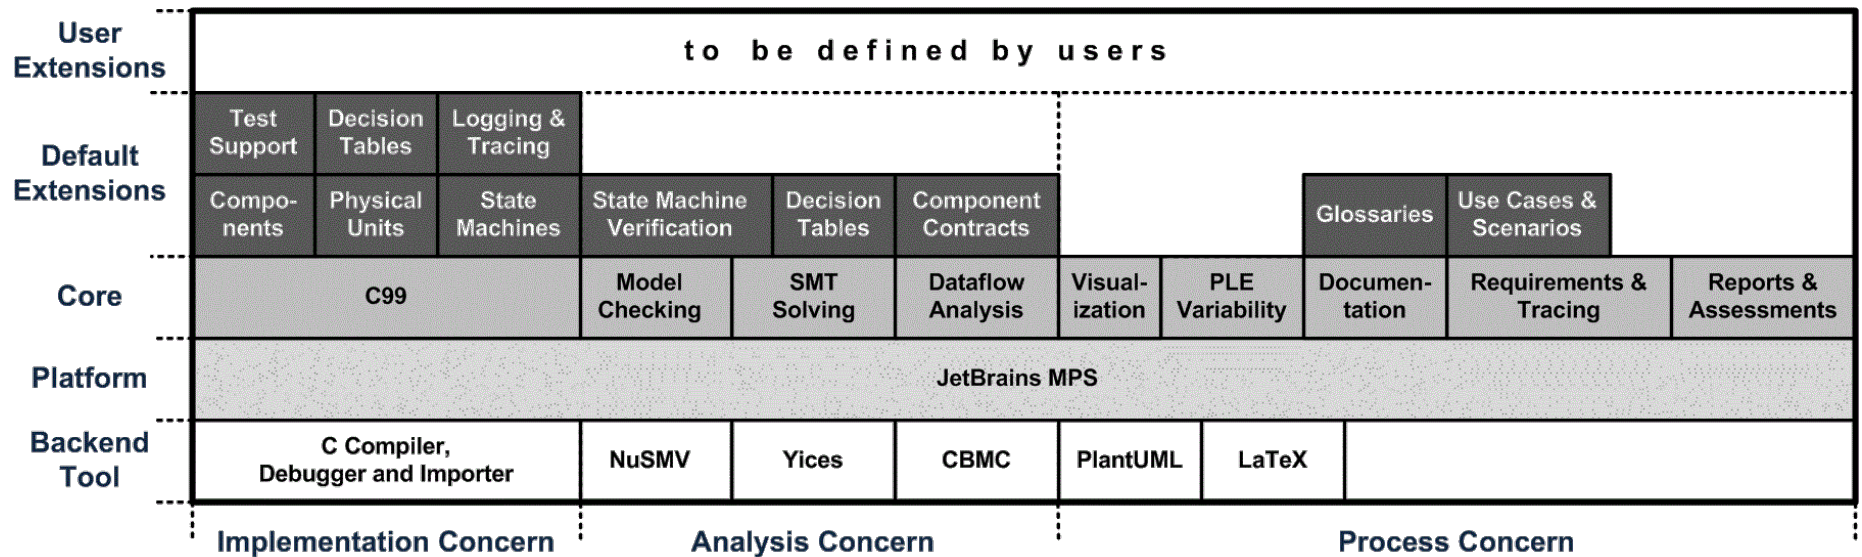 User
Extensions
to be defined by users
Default
Extensions
Test
Support
Decision
Tables
Logging &
Tracing
Compo-
nents
Physical
Units
State
Machines
State Machine
Verification
Decision
Tables
Component
Contracts
Glossaries
Use Cases &
Scenarios
Core
C99
Model
Checking
SMT
Solving
Dataflow
Analysis
Visual-
ization
PLE
Variability
Documen-
tation
Requirements &
Tracing
Reports &
Assessments
Platform
JetBrains MPS
Backend
Tool
C Compiler,
Debugger and Importer
NuSMV
Yices
CBMC
PlantUML
LaTeX
Implementation Concern
Analysis Concern
Process Concern